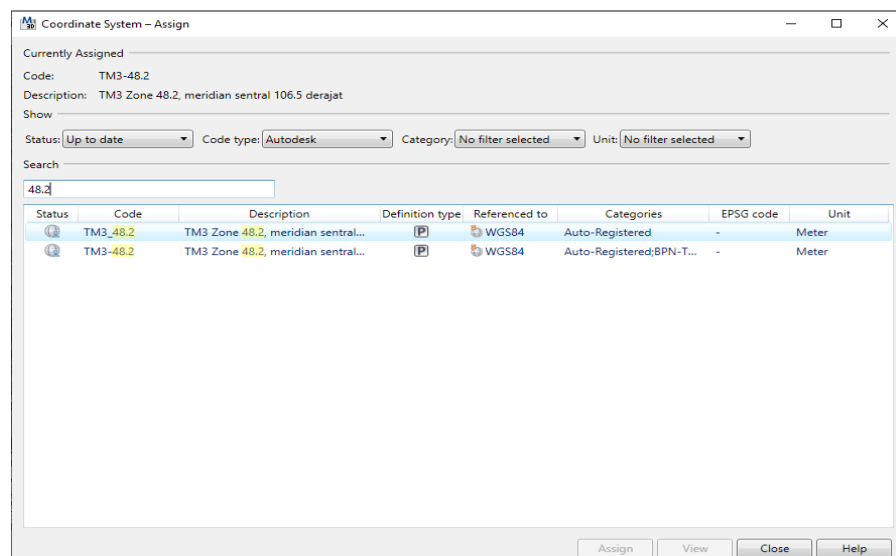 Coordinate System – Assign
Currently Assigned
Code: TM3-48.2
Description: TM3 Zone 48.2, meridian sentral 106.5 derajat
Show
Status: Up to date Code type: Autodesk Category: No filter selected Unit: No filter selected
Search
48.2
Status Code Description Definition type Referenced to Categories EPSG code Unit
TM3_48.2 TM3 Zone 48.2, meridian sentral... P WGS84 Auto-Registered - Meter
TM3-48.2 TM3 Zone 48.2, meridian sentral... P WGS84 Auto-Registered;BPN-T... - Meter
Assign View Close Help